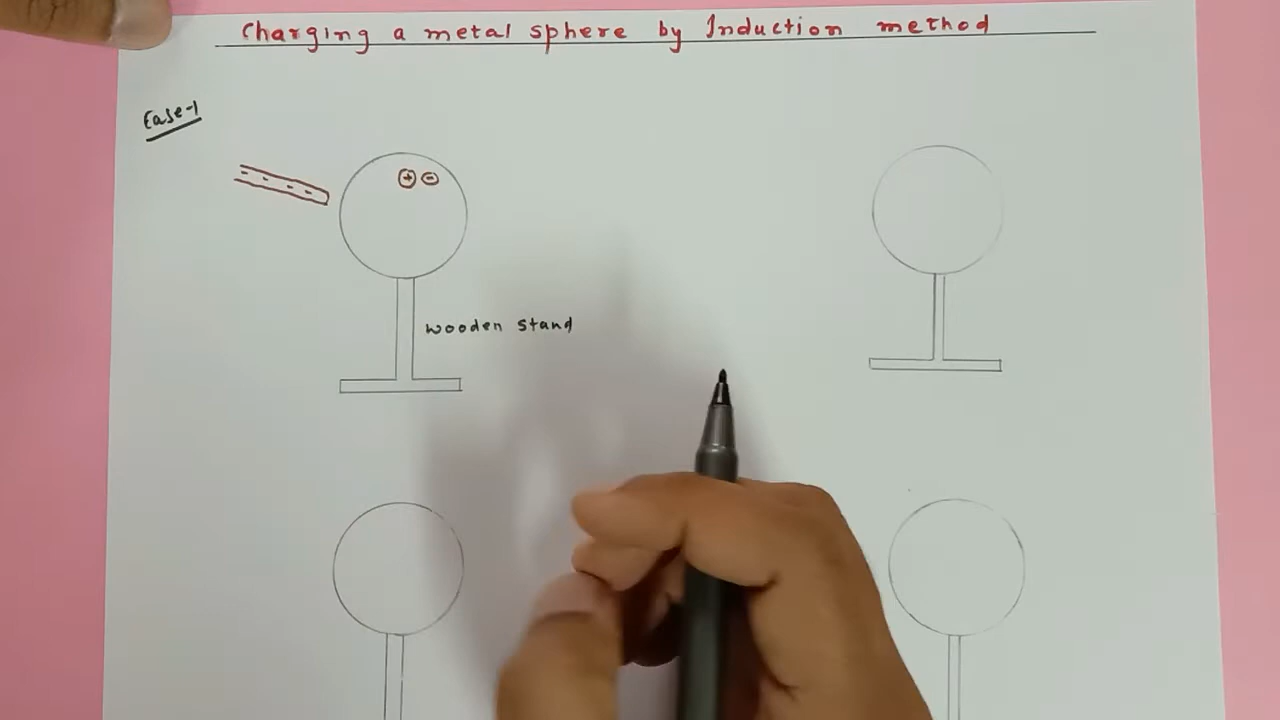 Charging a metal sphere by Induction method
Case-1
+ -
- - - -
wooden stand